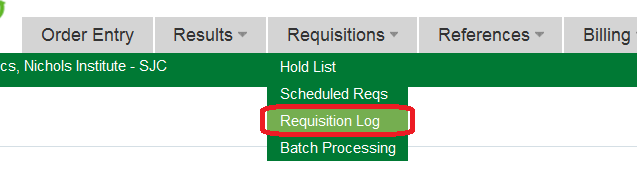 Order Entry Results Requisitions References Billing
cs, Nichols Institute - SJC
Hold List
Scheduled Reqs
Requisition Log
Batch Processing